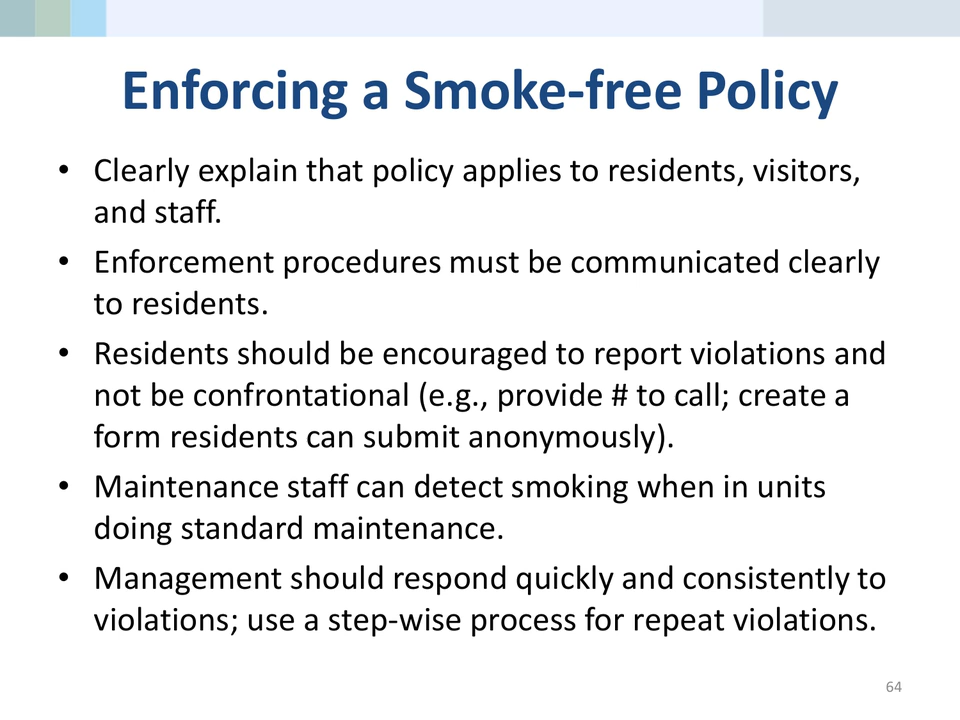 Enforcing a Smoke-free Policy
• Clearly explain that policy applies to residents, visitors,
and staff.
• Enforcement procedures must be communicated clearly
to residents.
• Residents should be encouraged to report violations and
not be confrontational (e.g., provide # to call; create a
form residents can submit anonymously).
• Maintenance staff can detect smoking when in units
doing standard maintenance.
• Management should respond quickly and consistently to
violations; use a step-wise process for repeat violations.
64